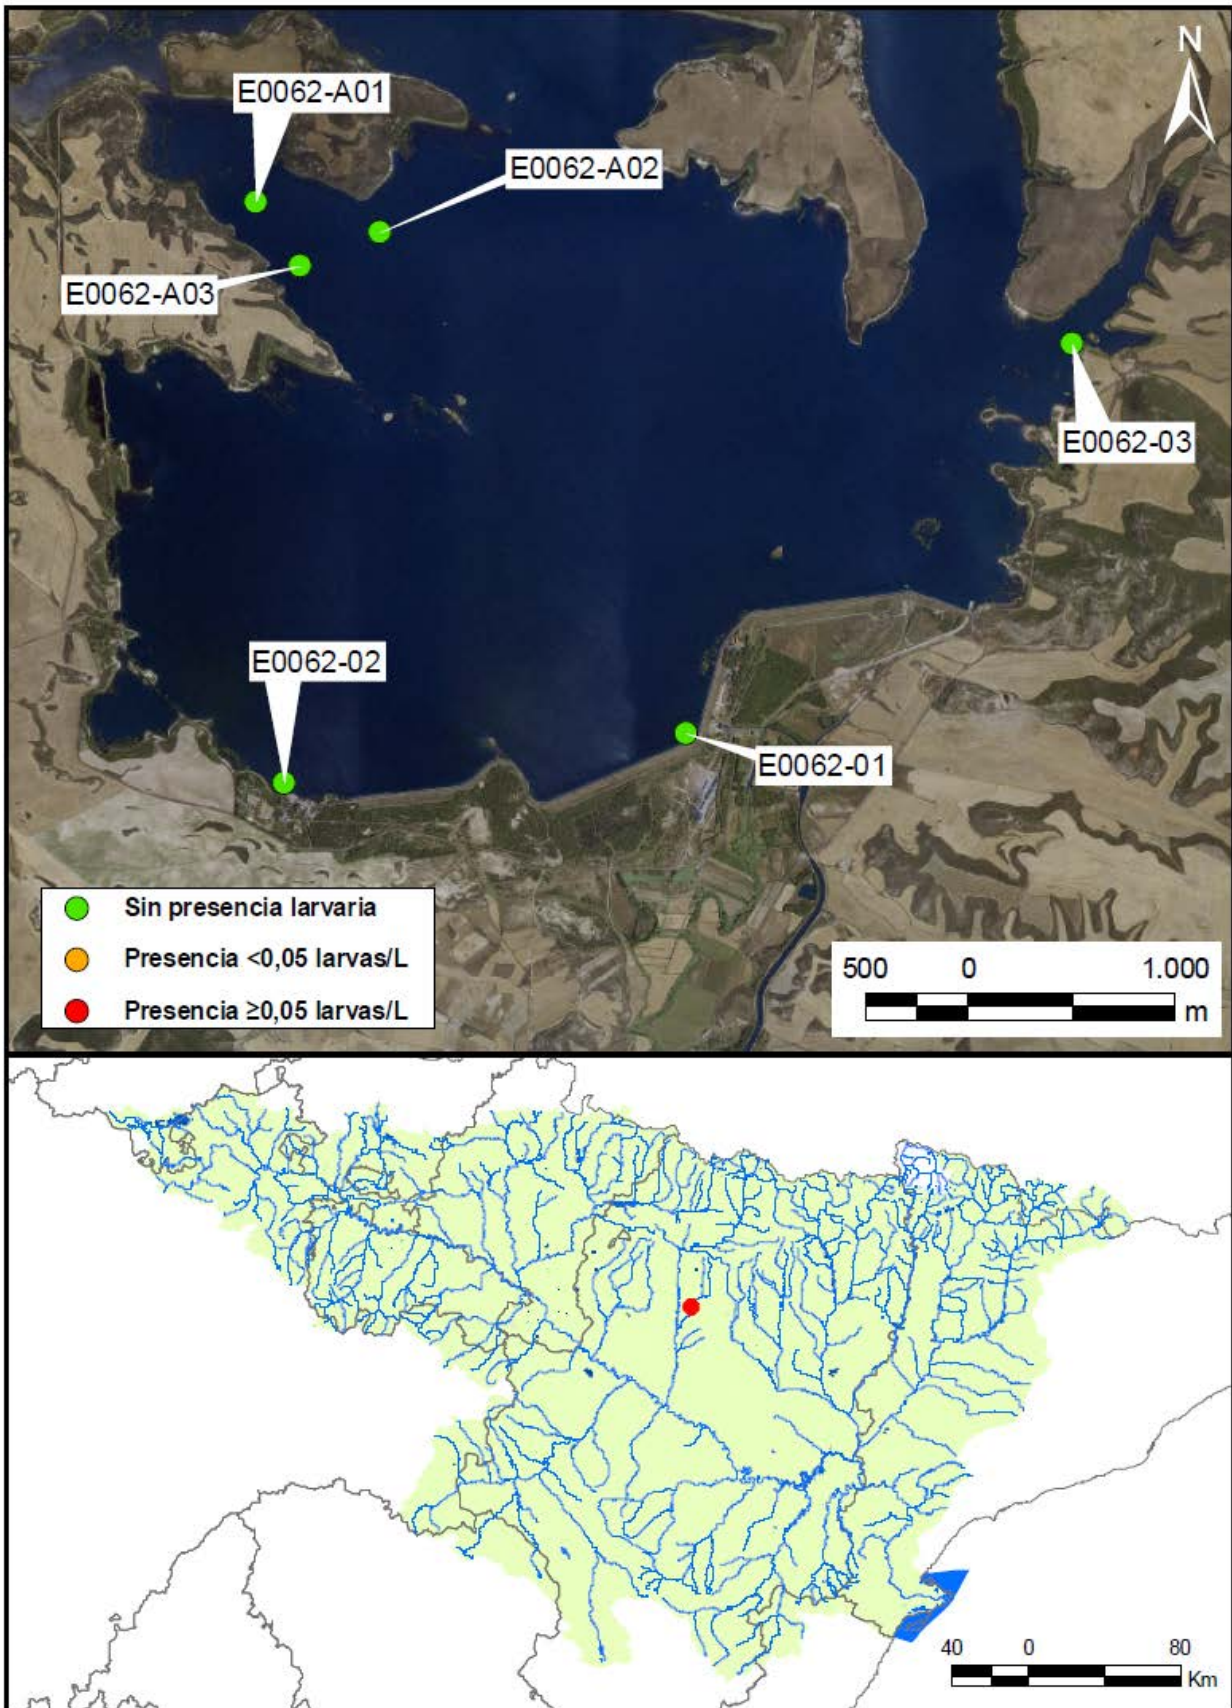 N
E0062-A01
E0062-A02
E0062-A03
E0062-03
E0062-02
E0062-01
Sin presencia larvaria
Presencia <0,05 larvas/L
Presencia ≥0,05 larvas/L
500 0 1.000
m
40 0 80
Km